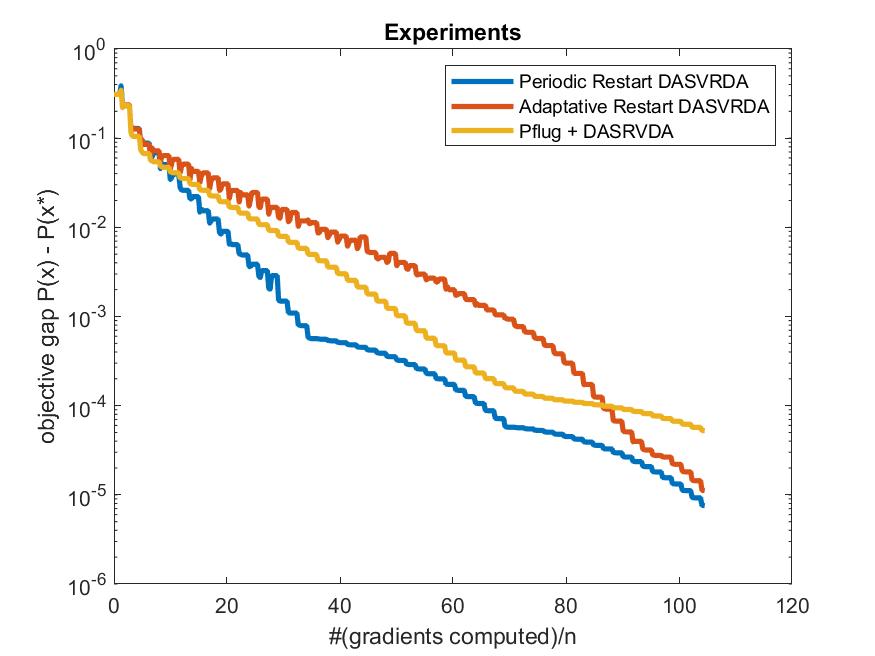 Experiments
Periodic Restart DASVRDA
Adaptative Restart DASVRDA
Pflug + DASRVDA
objective gap P(x) - P(x*)
10^0
10^-1
10^-2
10^-3
10^-4
10^-5
10^-6
0 20 40 60 80 100 120
#(gradients computed)/n